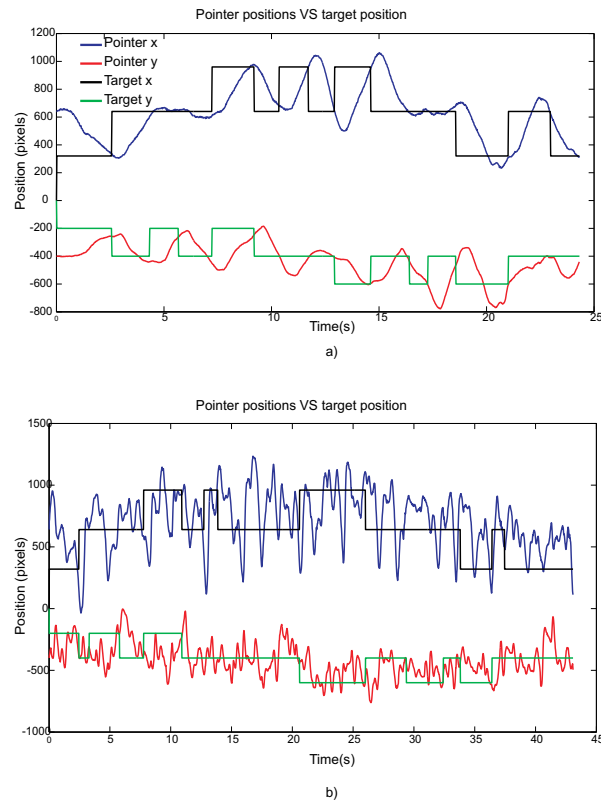 Pointer positions VS target position
1200
1000
800
600
400
200
0
-200
-400
-600
-800
Position (pixels)
Pointer x
Pointer y
Target x
Target y
0 5 10 15 20 25
Time(s)
a)
Pointer positions VS target position
1500
1000
500
0
-500
-1000
Position (pixels)
0 5 10 15 20 25 30 35 40 45
Time(s)
b)